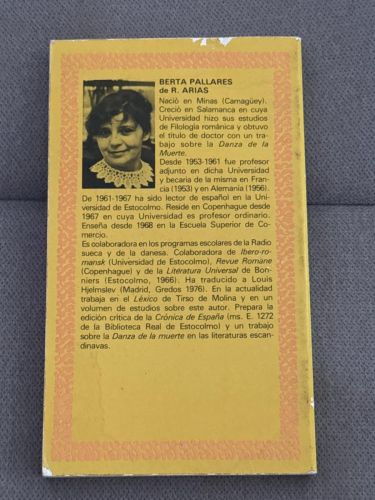 BERTA PALLARES
de R. ARIAS
Nació en Minas (Camagüey).
Creció en Salamanca en cuya
Universidad hizo sus estudios
de Filología románica y obtuvo
el título de doctor con un tra-
bajo sobre la Danza de la
Muerte.
Desde 1953-1961 fue profesor
adjunto en dicha Universidad
y becaria de la misma en Fran-
cia (1953) y en Alemania (1956).
De 1961-1967 ha sido lector de español en la Uni-
versidad de Estocolmo. Reside en Copenhague desde
1967 en cuya Universidad es profesor ordinario.
Enseña desde 1968 en la Escuela Superior de Co-
mercio.
Es colaboradora en los programas escolares de la Radio
sueca y de la danesa. Colaboradora de Ibero-ro-
mansk (Universidad de Estocolmo), Revue Romane
(Copenhague) y de la Literatura Universal de Bon-
niers (Estocolmo, 1966). Ha traducido a Louis
Hjelmslev (Madrid, Gredos 1976). En la actualidad
trabaja en el Léxico de Tirso de Molina y en un
volumen de estudios sobre este autor. Prepara la
edición crítica de la Crónica de España (ms. E. 1272
de la Biblioteca Real de Estocolmo) y un trabajo
sobre la Danza de la muerte en las literaturas escan-
dinavas.